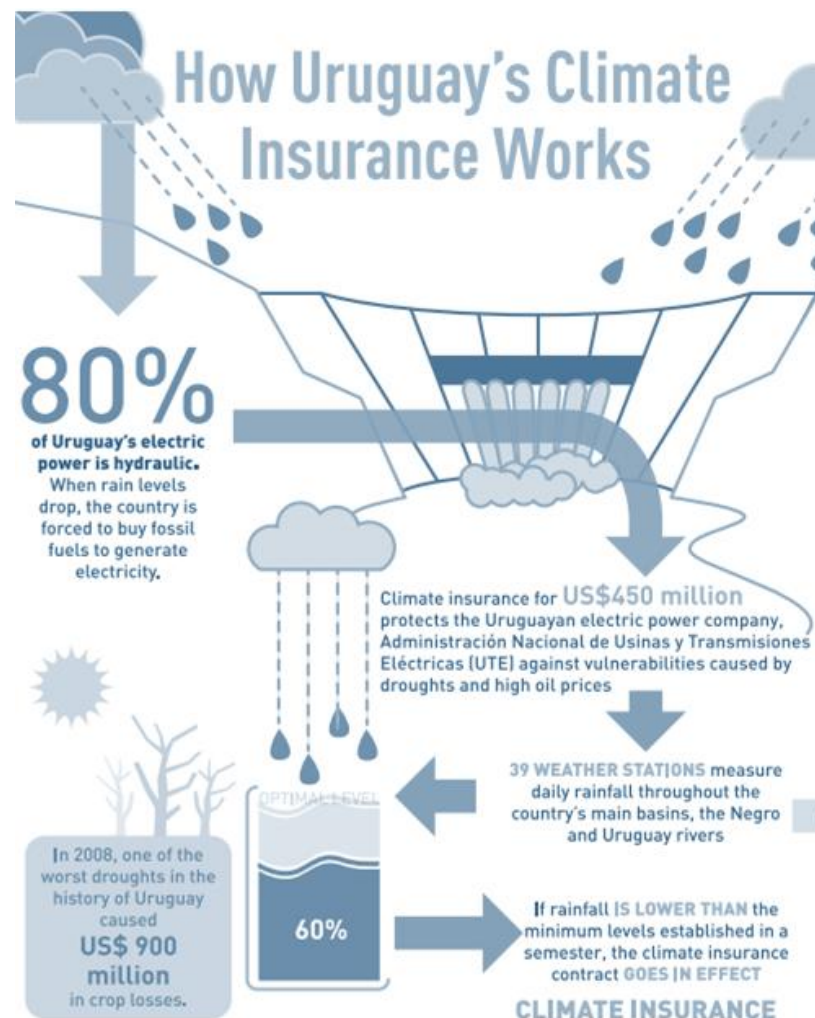 How Uruguay's Climate
Insurance Works
80%
of Uruguay's electric
power is hydraulic.
When rain levels
drop, the country is
forced to buy fossil
fuels to generate
electricity.
Climate insurance for US$450 million
protects the Uruguayan electric power company,
Administración Nacional de Usinas y Transmisiones
Eléctricas (UTE) against vulnerabilities caused by
droughts and high oil prices
39 WEATHER STATIONS measure
daily rainfall throughout the
country's main basins, the Negro
and Uruguay rivers
OPTIMAL LEVEL
60%
In 2008, one of the
worst droughts in the
history of Uruguay
caused
US$ 900
million
in crop losses.
If rainfall IS LOWER THAN the
minimum levels established in a
semester, the climate insurance
contract GOES IN EFFECT
CLIMATE INSURANCE